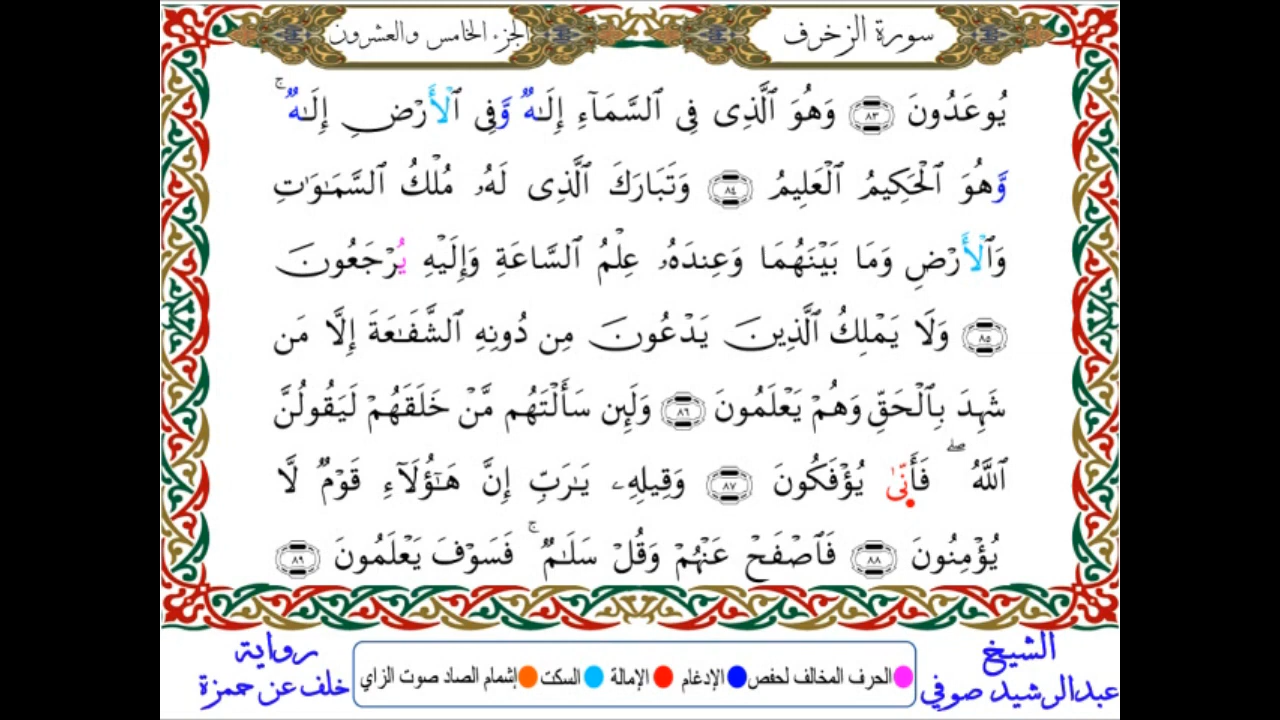 سورة الزخرف
الجزء الخامس والعشرون
يُوعَدُونَ ٨٣ وَهُوَ ٱلَّذِى فِى ٱلسَّمَآءِ إِلَـٰهٌ وَّفِى ٱلْأَرْضِ إِلَـٰهٌ ۚ
وَّهُوَ ٱلْحَكِيمُ ٱلْعَلِيمُ ٨٤ وَتَبَارَكَ ٱلَّذِى لَهُۥ مُلْكُ ٱلسَّمَـٰوَٰتِ
وَٱلْأَرْضِ وَمَا بَيْنَهُمَا وَعِندَهُۥ عِلْمُ ٱلسَّاعَةِ وَإِلَيْهِ يُرْجَعُونَ
٨٥ وَلَا يَمْلِكُ ٱلَّذِينَ يَدْعُونَ مِن دُونِهِ ٱلشَّفَـٰعَةَ إِلَّا مَن
شَهِدَ بِٱلْحَقِّ وَهُمْ يَعْلَمُونَ ٨٦ وَلَئِن سَأَلْتَهُم مَّنْ خَلَقَهُمْ لَيَقُولُنَّ
ٱللَّهُ ۖ فَأَنَّىٰ يُؤْفَكُونَ ٨٧ وَقِيلِهِۦ يَـٰرَبِّ إِنَّ هَـٰٓؤُلَآءِ قَوْمٌ لَّا
يُؤْمِنُونَ ٨٨ فَٱصْفَحْ عَنْهُمْ وَقُلْ سَلَـٰمٌ ۚ فَسَوْفَ يَعْلَمُونَ ٨٩
الشيخ
عبدالرشيد صوفي
الحرف المخالف لحفص الإدغام الإمالة السكت إشمام الصاد صوت الزاي
رواية
خلف عن حمزة